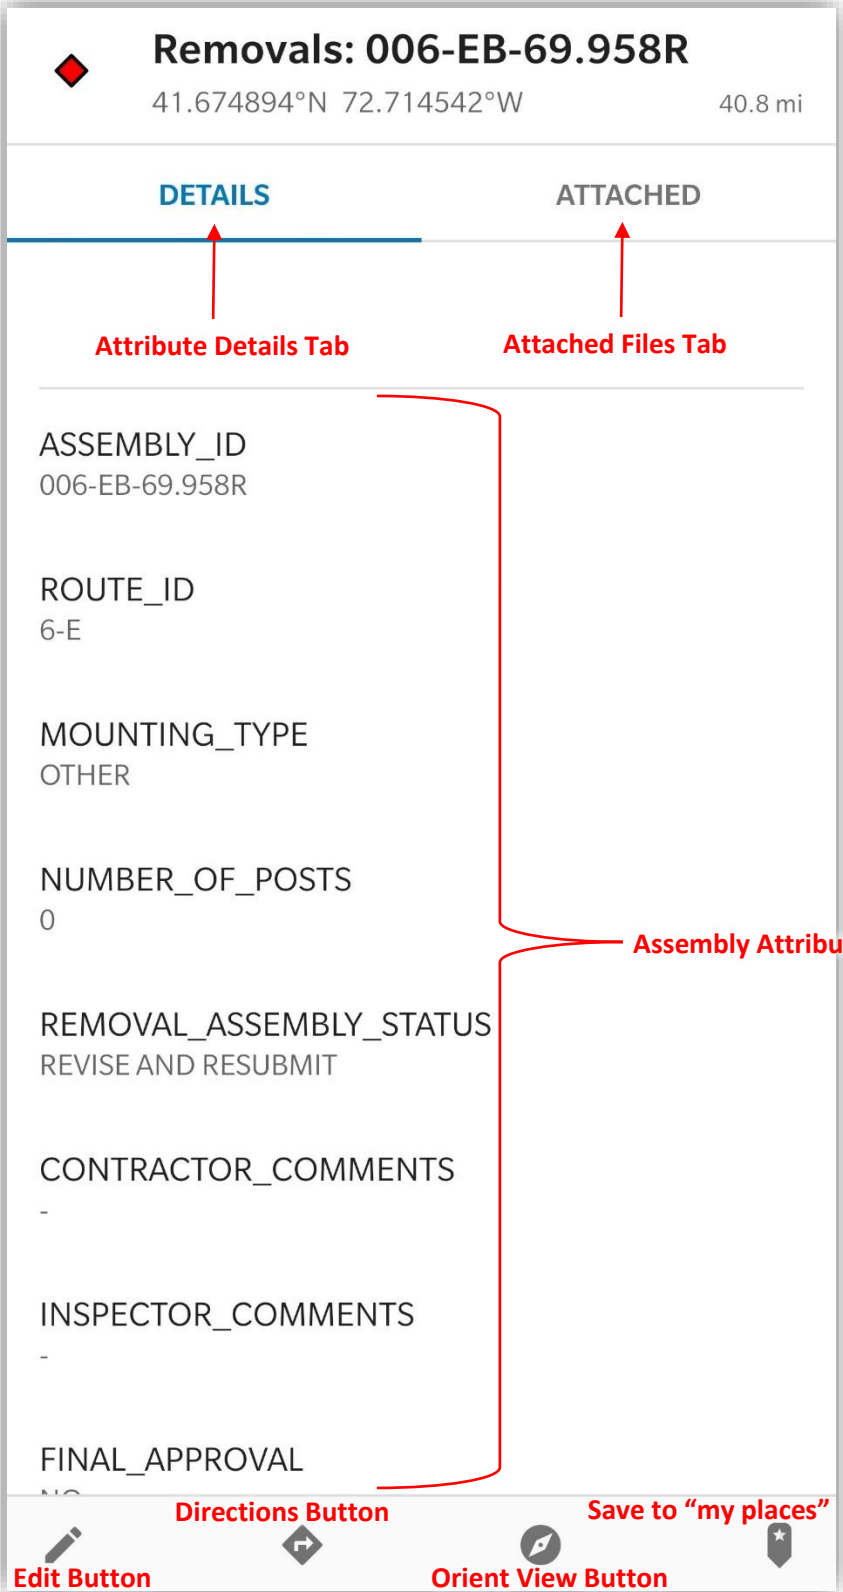 Removals: 006-EB-69.958R
41.674894°N 72.714542°W 40.8 mi
DETAILS ATTACHED
Attribute Details Tab Attached Files Tab
ASSEMBLY_ID
006-EB-69.958R
ROUTE_ID
6-E
MOUNTING_TYPE
OTHER
NUMBER_OF_POSTS
0
Assembly Attribu
REMOVAL_ASSEMBLY_STATUS
REVISE AND RESUBMIT
CONTRACTOR_COMMENTS
-
INSPECTOR_COMMENTS
-
FINAL_APPROVAL
NO
Directions Button Save to “my places”
Edit Button Orient View Button